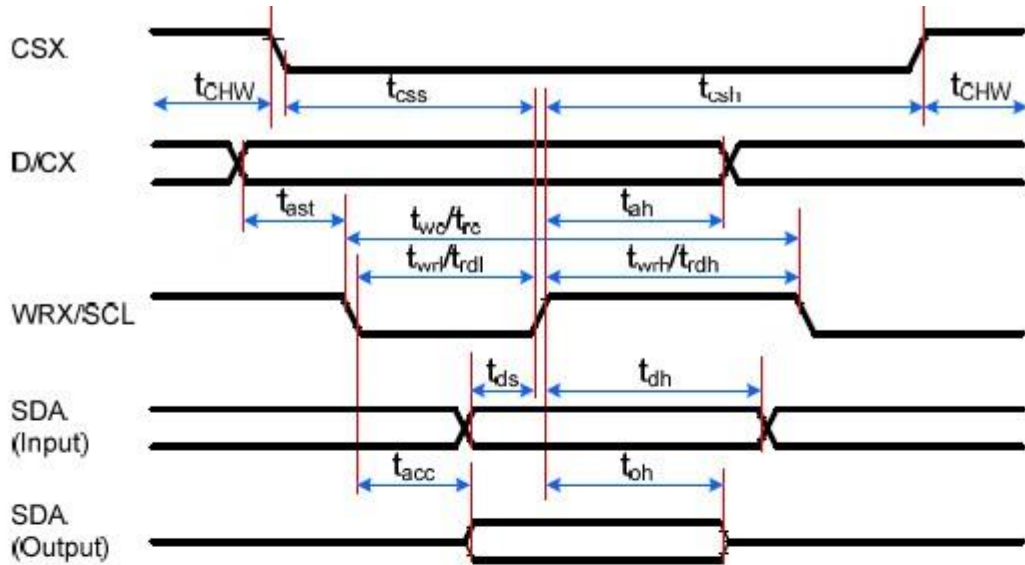 CSX
tCHW tcss tcsh tCHW
D/CX
tast tah
twc/trc
twrl/trdl twrh/trdh
WRX/SCL
tds tdh
SDA
(Input)
tacc toh
SDA
(Output)